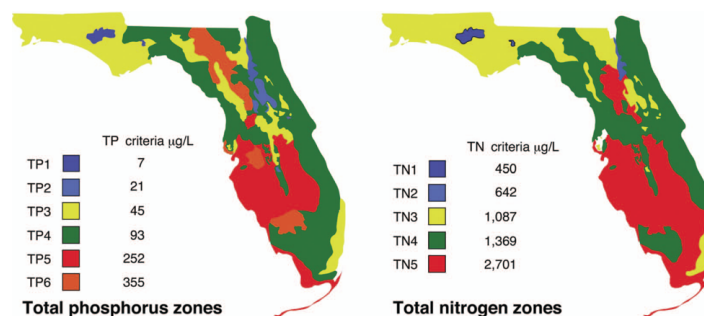 TP criteria µg/L
TP1 7
TP2 21
TP3 45
TP4 93
TP5 252
TP6 355
Total phosphorus zones
TN criteria µg/L
TN1 450
TN2 642
TN3 1,087
TN4 1,369
TN5 2,701
Total nitrogen zones